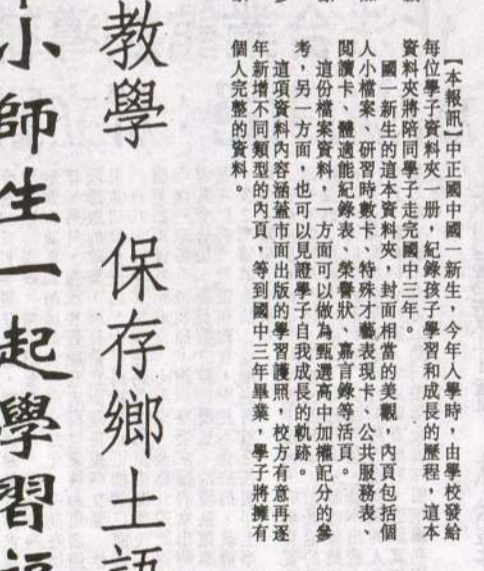 【本報訊】中正國中國一新生，今年入學時，由學校發給
每位學子資料夾一册，紀錄孩子學習和成長的歷程，這本
資料夾將陪同學子走完國中三年。
國一新生的這本資料夾，封面相當的美觀，內頁包括個
人小檔案、研習時數卡、特殊才藝表現卡、公共服務表、
閱讀卡、體適能紀錄表、榮譽狀、嘉言錄等活頁。
這份檔案資料，一方面可以做為甄選高中加權記分的參
考，另一方面，也可以見證學子自我成長的軌跡。
這項資料內容涵蓋市面出版的學習護照，校方有意再逐
年新增不同類型的內頁，等到國中三年畢業，學子將擁有
個人完整的資料。
教學 保存鄉土語
小師生一起學習